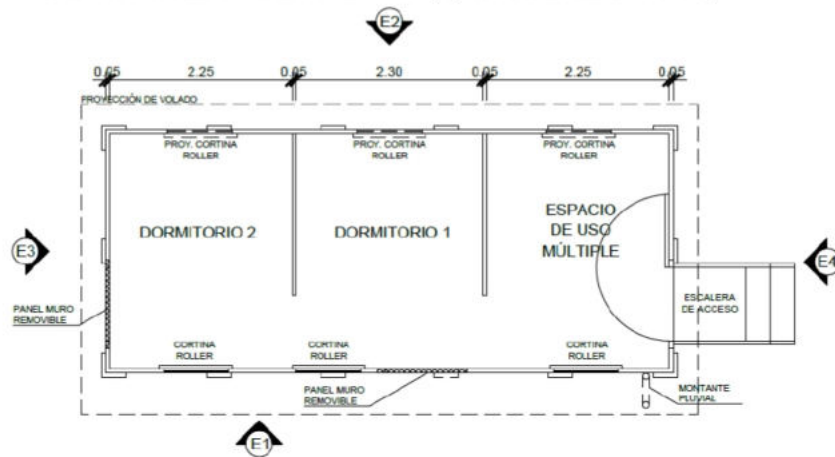 E2
0.05 2.25 0.05 2.30 0.05 2.25 0.05
PROYECCIÓN DE VOLADO
PROY. CORTINA
ROLLER
PROY. CORTINA
ROLLER
PROY. CORTINA
ROLLER
DORMITORIO 2
DORMITORIO 1
ESPACIO
DE USO
MÚLTIPLE
E3
E4
PANEL MURO
REMOVIBLE
ESCALERA
DE ACCESO
CORTINA
ROLLER
CORTINA
ROLLER
CORTINA
ROLLER
PANEL MURO
REMOVIBLE
MONTANTE
PLUVIAL
E1